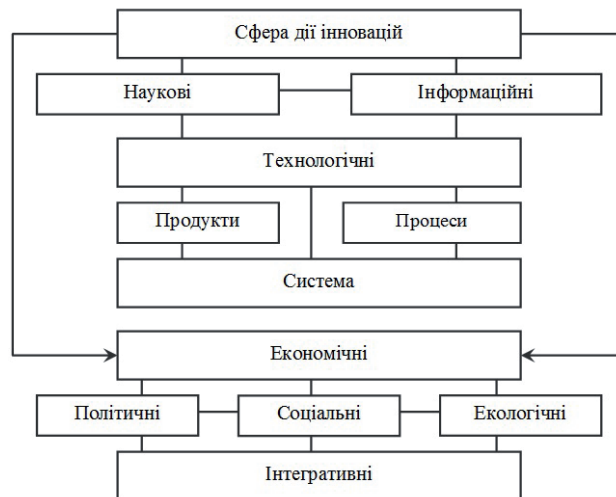 Сфера дії інновацій
Наукові
Інформаційні
Технологічні
Продукти
Процеси
Система
Економічні
Політичні
Соціальні
Екологічні
Інтегративні